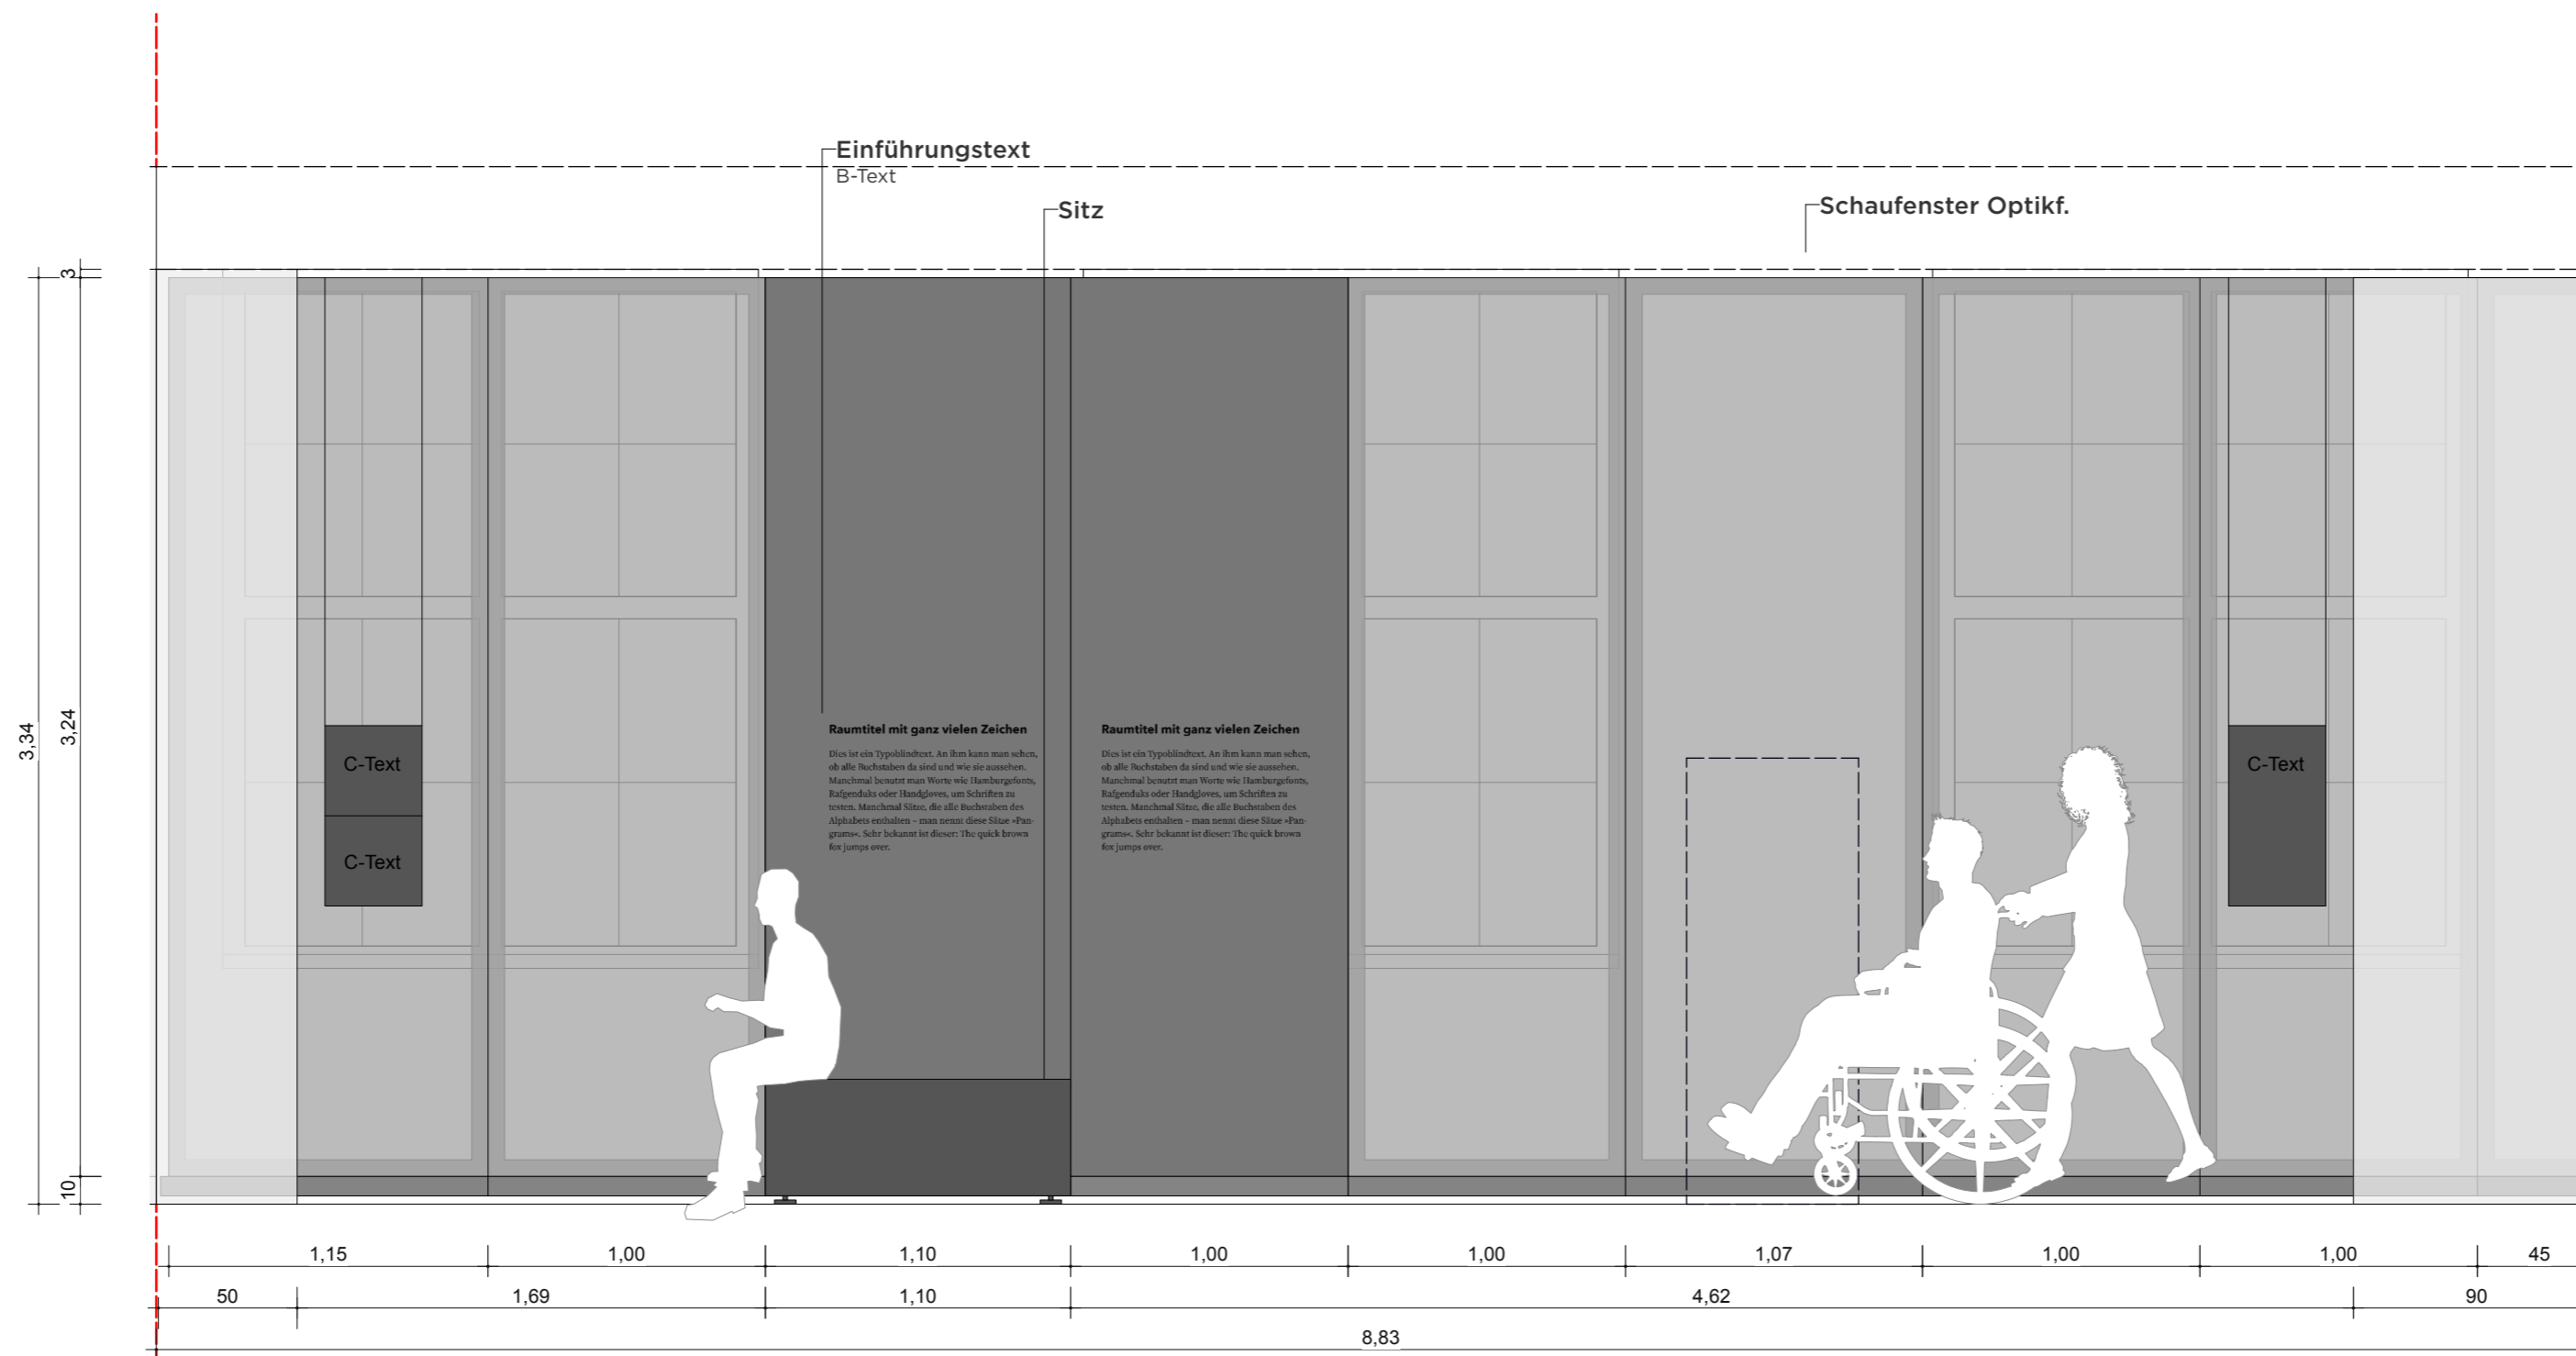 Einführungstext
B-Text
Sitz
Schaufenster Optikf.
3
3,34
3,24
10
C-Text
C-Text
Raumtitel mit ganz vielen Zeichen
Dies ist ein Typoblindtext. An ihm kann man sehen,
ob alle Buchstaben da sind und wie sie aussehen.
Manchmal benutzt man Worte wie Hamburgefonts,
Rafgenduks oder Handgloves, um Schriften zu
testen. Manchmal Sätze, die alle Buchstaben des
Alphabets enthalten – man nennt diese Sätze »Pan-
grams«. Sehr bekannt ist dieser: The quick brown
fox jumps over.
Raumtitel mit ganz vielen Zeichen
Dies ist ein Typoblindtext. An ihm kann man sehen,
ob alle Buchstaben da sind und wie sie aussehen.
Manchmal benutzt man Worte wie Hamburgefonts,
Rafgenduks oder Handgloves, um Schriften zu
testen. Manchmal Sätze, die alle Buchstaben des
Alphabets enthalten – man nennt diese Sätze »Pan-
grams«. Sehr bekannt ist dieser: The quick brown
fox jumps over.
C-Text
1,15 1,00 1,10 1,00 1,00 1,07 1,00 1,00 45
50 1,69 1,10 4,62 90
8,83